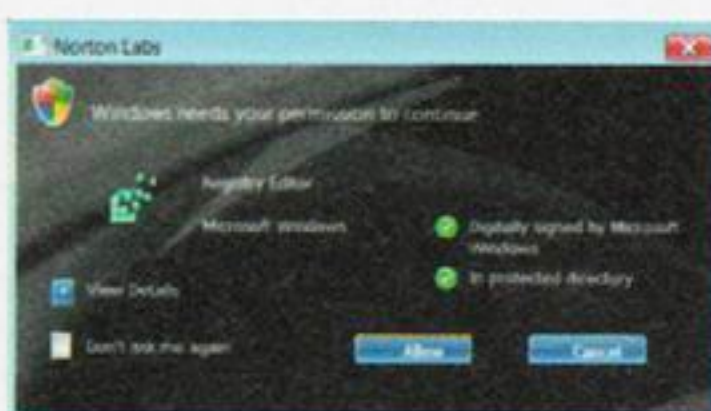 Norton Labs
Windows needs your permission to continue
Registry Editor
Microsoft Windows
Digitally signed by Microsoft
Windows
In protected directory
View Details
Don't ask me again
Allow
Cancel